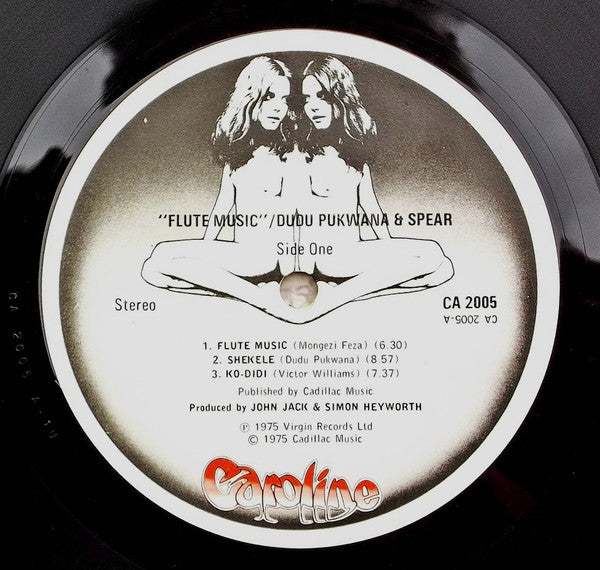 "FLUTE MUSIC"/DUDU PUKWANA & SPEAR
Side One
Stereo
CA 2005
CA 2005-A
1. FLUTE MUSIC (Mongezi Feza) (6.30)
2. SHEKELE (Dudu Pukwana) (8.57)
3. KO-DIDI (Victor Williams) (7.37)
Published by Cadillac Music
Produced by JOHN JACK & SIMON HEYWORTH
℗ 1975 Virgin Records Ltd
© 1975 Cadillac Music
Caroline